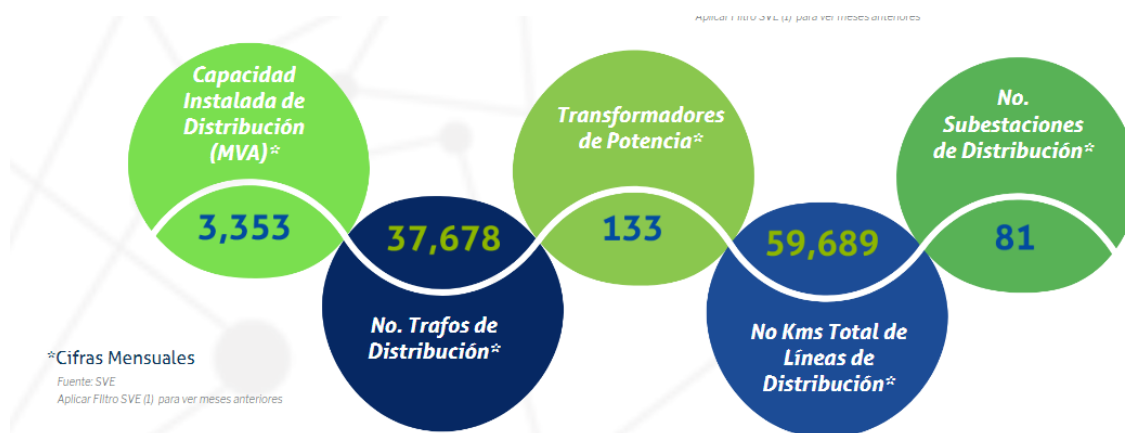 Aplicar Filtro SVE (1) para ver meses anteriores
Capacidad
Instalada de
Distribución
(MVA)*
3,353
37,678
No. Trafos de
Distribución*
Transformadores
de Potencia*
133
59,689
No Kms Total de
Líneas de
Distribución*
No.
Subestaciones
de Distribución*
81
*Cifras Mensuales
Fuente: SVE
Aplicar FIltro SVE (1) para ver meses anteriores